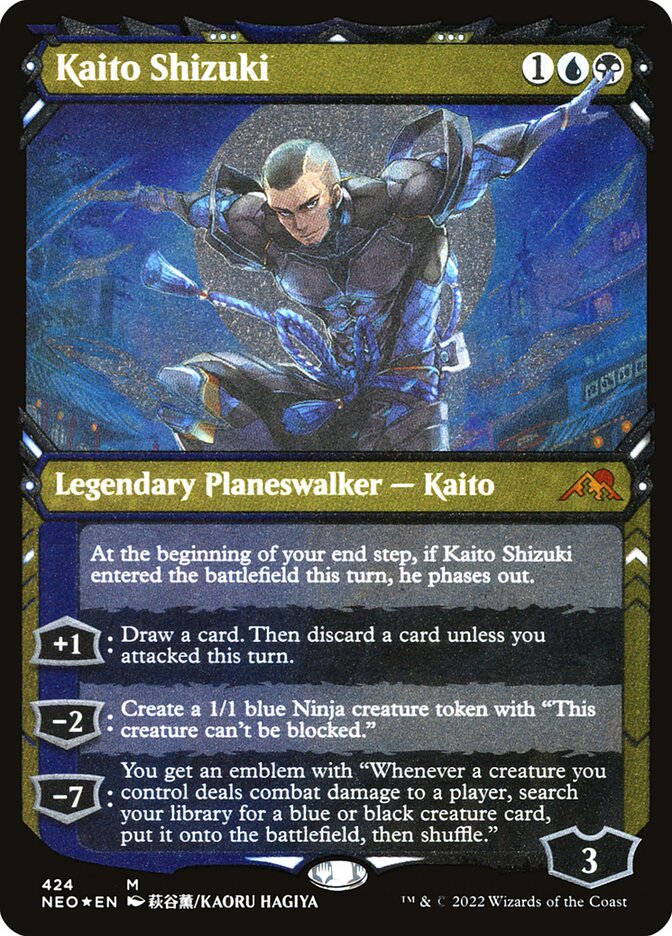 Kaito Shizuki 1
Legendary Planeswalker — Kaito
At the beginning of your end step, if Kaito Shizuki
entered the battlefield this turn, he phases out.
+1 : Draw a card. Then discard a card unless you
attacked this turn.
−2 : Create a 1/1 blue Ninja creature token with “This
creature can’t be blocked.”
−7 : You get an emblem with “Whenever a creature you
control deals combat damage to a player, search
your library for a blue or black creature card,
put it onto the battlefield, then shuffle.”
3
424 M
NEO★EN 萩谷薫/KAORU HAGIYA ™ & © 2022 Wizards of the Coast